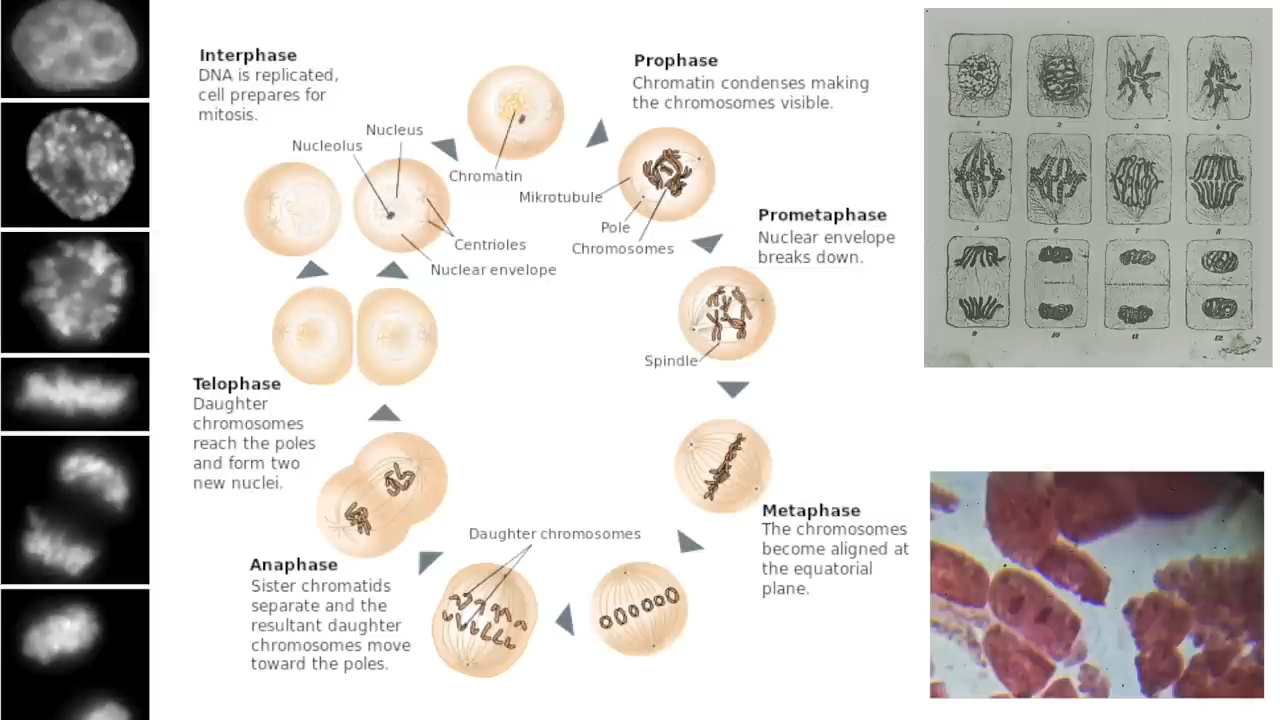 Interphase
DNA is replicated,
cell prepares for
mitosis.
Nucleus
Nucleolus
Chromatin
Centrioles
Nuclear envelope
Prophase
Chromatin condenses making
the chromosomes visible.
Mikrotubule
Pole
Chromosomes
Prometaphase
Nuclear envelope
breaks down.
Spindle
Metaphase
The chromosomes
become aligned at
the equatorial
plane.
Daughter chromosomes
Anaphase
Sister chromatids
separate and the
resultant daughter
chromosomes move
toward the poles.
Telophase
Daughter
chromosomes
reach the poles
and form two
new nuclei.
1 2 3 4
5 6 7 8
9 10 11 12